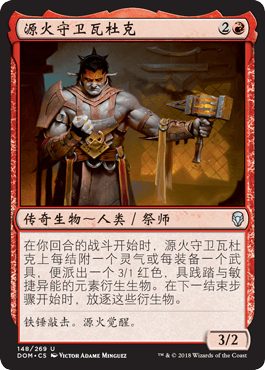 源火守卫瓦杜克 2
传奇生物～人类 / 祭师
在你回合的战斗开始时，源火守卫瓦杜克上每结附一个灵气或每装备一个武具，便派出一个 3/1 红色，具践踏与敏捷异能的元素衍生生物。在下一结束步骤开始时，放逐这些衍生生物。
铁锤敲击。源火觉醒。
3/2
148/269 U
DOM • CS VICTOR ADAME MINGUEZ
™ & © 2018 Wizards of the Coast